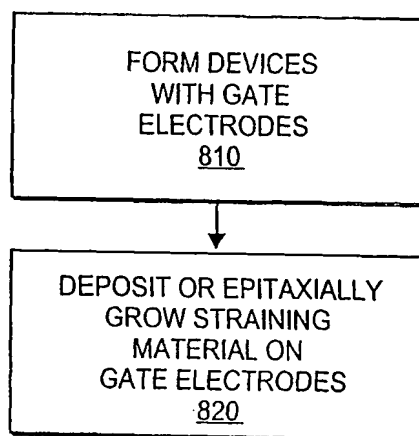 FORM DEVICES
WITH GATE
ELECTRODES
810
DEPOSIT OR EPITAXIALLY
GROW STRAINING
MATERIAL ON
GATE ELECTRODES
820